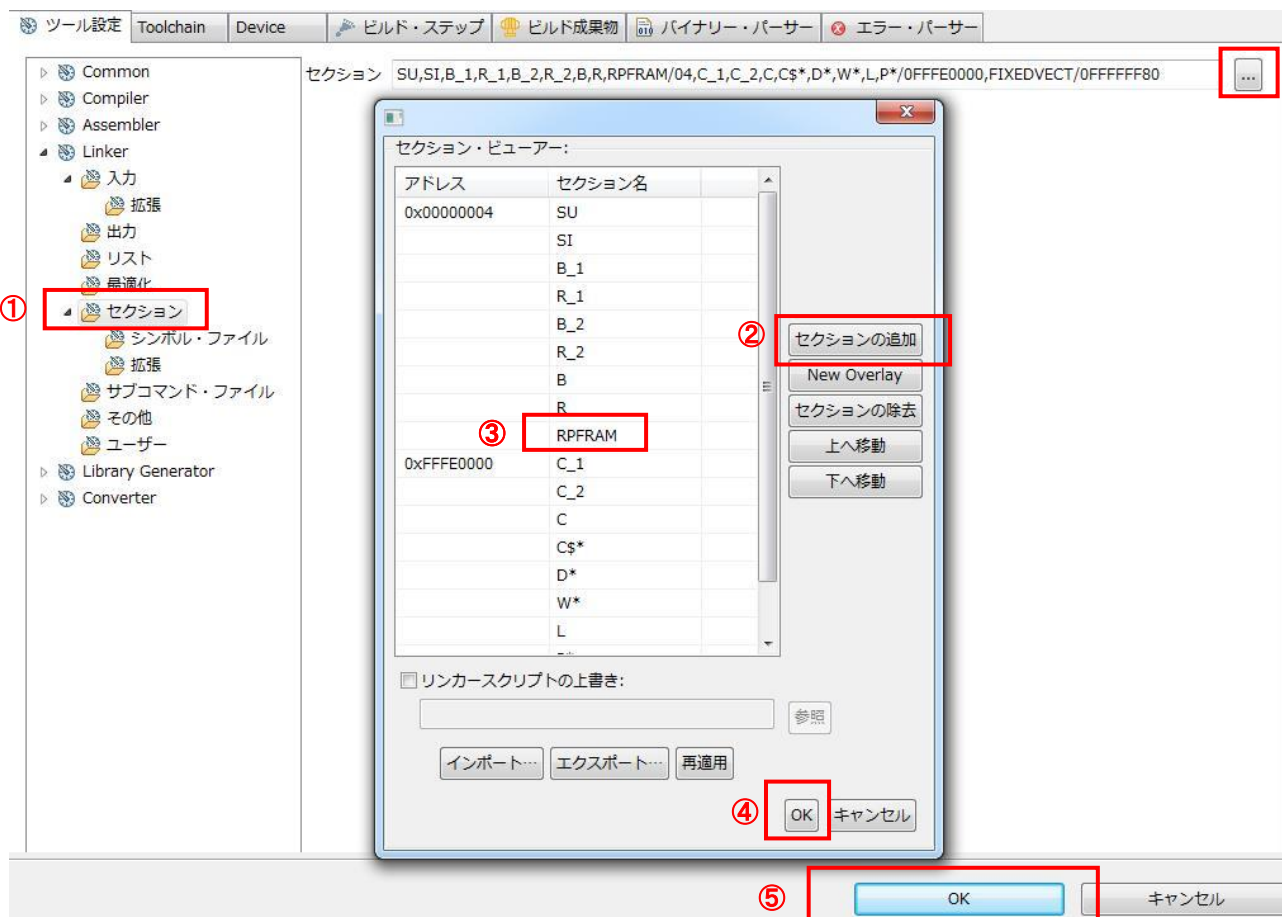 ツール設定 Toolchain Device ビルド・ステップ ビルド成果物 バイナリー・パーサー エラー・パーサー
Common
Compiler
Assembler
Linker
入力
拡張
出力
リスト
最適化
① セクション
シンボル・ファイル
拡張
サブコマンド・ファイル
その他
ユーザー
Library Generator
Converter
セクション SU,SI,B_1,R_1,B_2,R_2,B,R,RPFRAM/04,C_1,C_2,C,C$*,D*,W*,L,P*/0FFFE0000,FIXEDVECT/0FFFFFF80 ...
セクション・ビューアー:
アドレス セクション名
0x00000004 SU
SI
B_1
R_1
B_2
R_2
B
R
③ RPFRAM
0xFFFE0000 C_1
C_2
C
C$*
D*
W*
L
② セクションの追加
New Overlay
セクションの除去
上へ移動
下へ移動
リンカースクリプトの上書き:
参照
インポート… エクスポート… 再適用
④ OK キャンセル
⑤ OK キャンセル